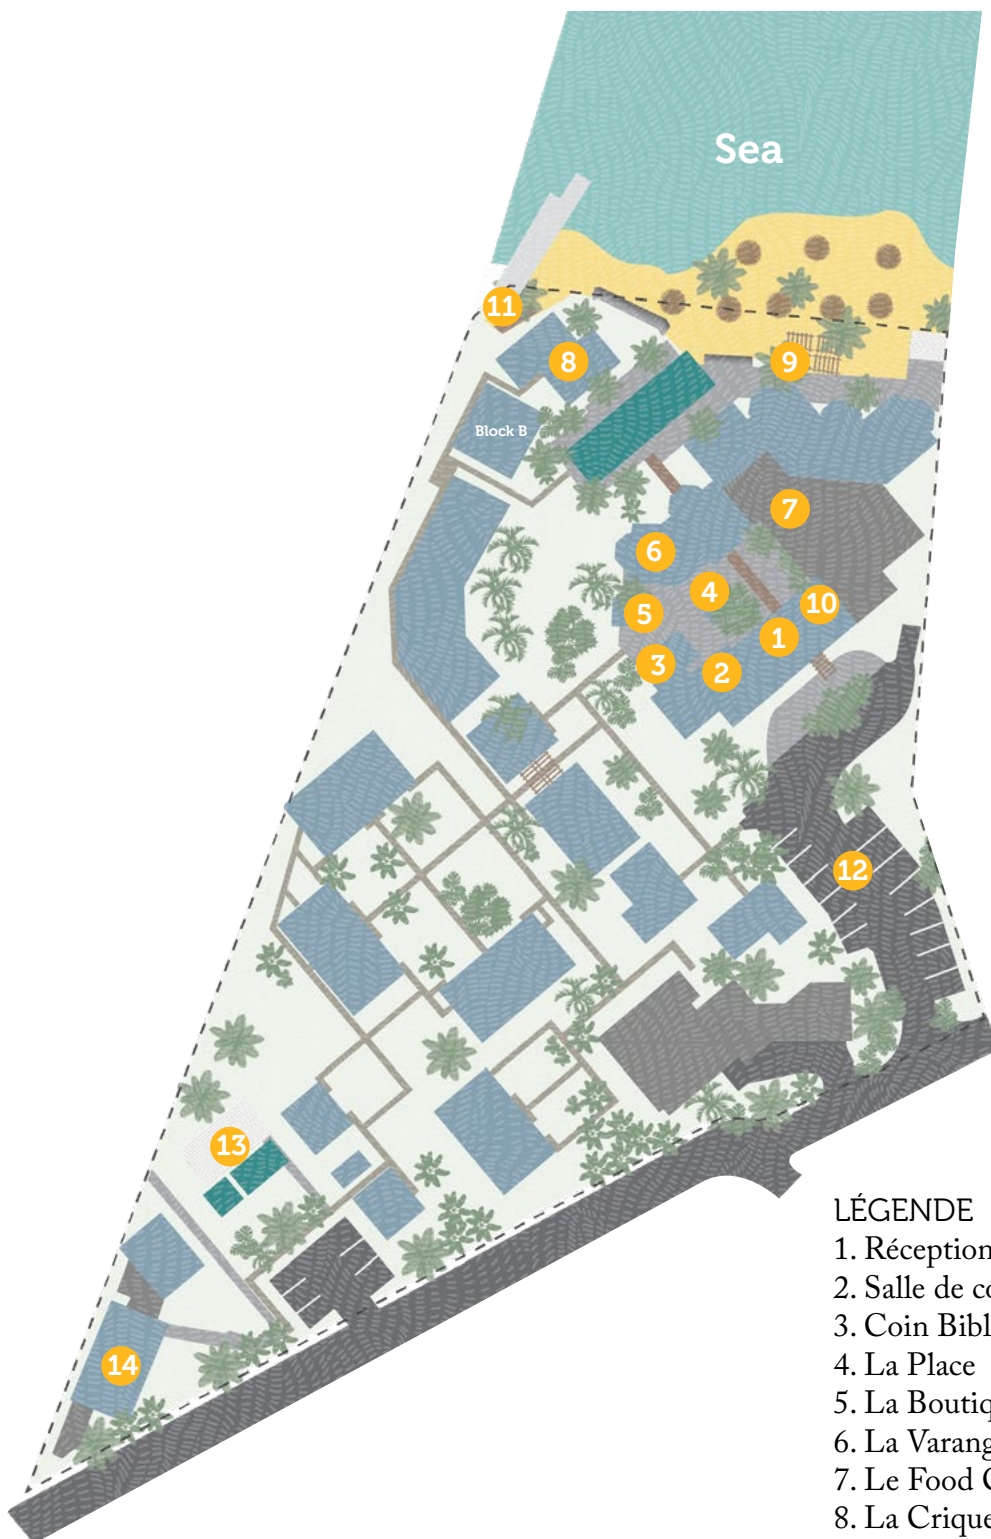 Sea
11
8
9
Block B
7
6
4
10
5
1
3
2
12
13
14
LÉGENDE
1. Réception
2. Salle de
3. Coin
4. La Place
5. La
6. La
7. Le Food
8. La Crique